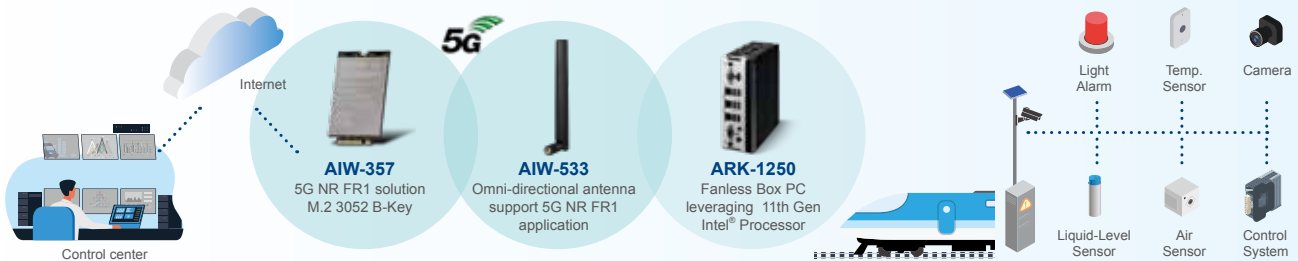 5G
Internet
Control center
AIW-357
5G NR FR1 solution
M.2 3052 B-Key
AIW-533
Omni-directional antenna
support 5G NR FR1
application
ARK-1250
Fanless Box PC
leveraging 11th Gen
Intel® Processor
Light
Alarm
Temp.
Sensor
Camera
Liquid-Level
Sensor
Air
Sensor
Control
System